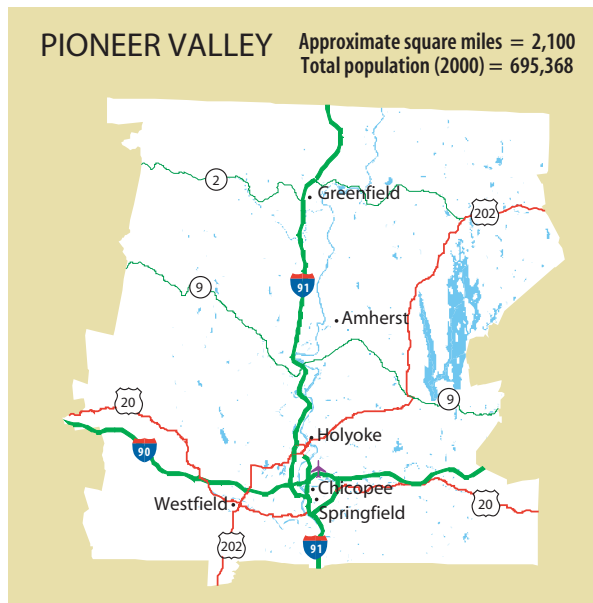 PIONEER VALLEY
Approximate square miles = 2,100
Total population (2000) = 695,368
2
Greenfield
202
91
9
Amherst
20
9
Holyoke
90
Chicopee
Westfield
20
Springfield
202
91